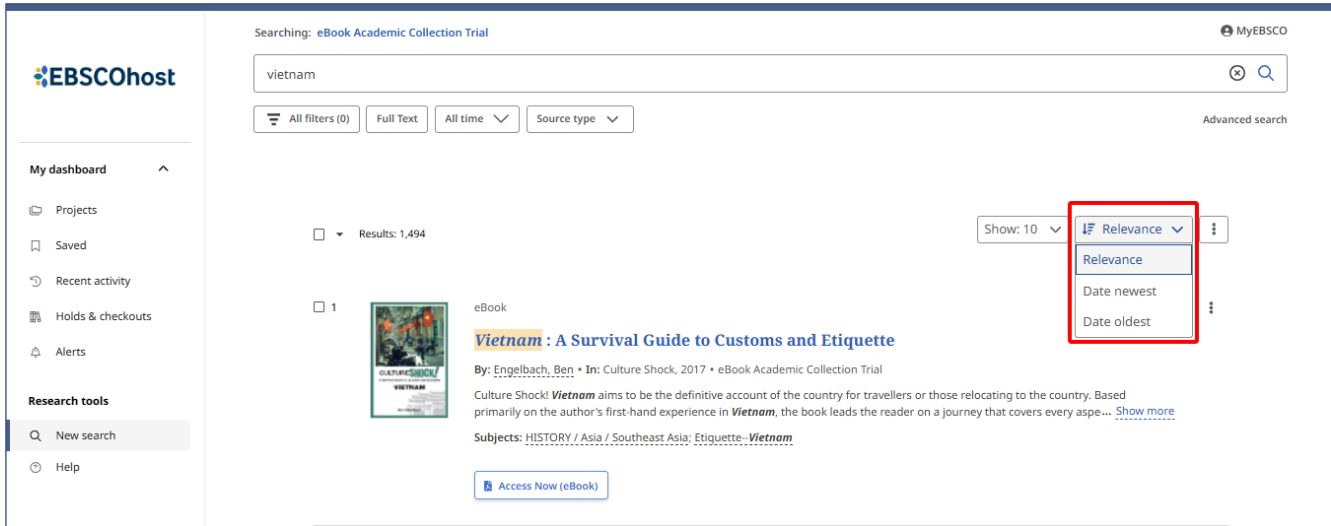 Searching: eBook Academic Collection Trial
MyEBSCO
EBSCOhost
vietnam
All filters (0)
Full Text
All time
Source type
Advanced search
My dashboard
Projects
Saved
Recent activity
Holds & checkouts
Alerts
Research tools
New search
Help
Results: 1,494
Show: 10
Relevance
Relevance
Date newest
Date oldest
1
CULTURESHOCK!
VIETNAM
eBook
Vietnam : A Survival Guide to Customs and Etiquette
By: Engelbach, Ben • In: Culture Shock, 2017 • eBook Academic Collection Trial
Culture Shock! Vietnam aims to be the definitive account of the country for travellers or those relocating to the country. Based
primarily on the author's first-hand experience in Vietnam, the book leads the reader on a journey that covers every aspe... Show more
Subjects: HISTORY / Asia / Southeast Asia; Etiquette--Vietnam
Access Now (eBook)